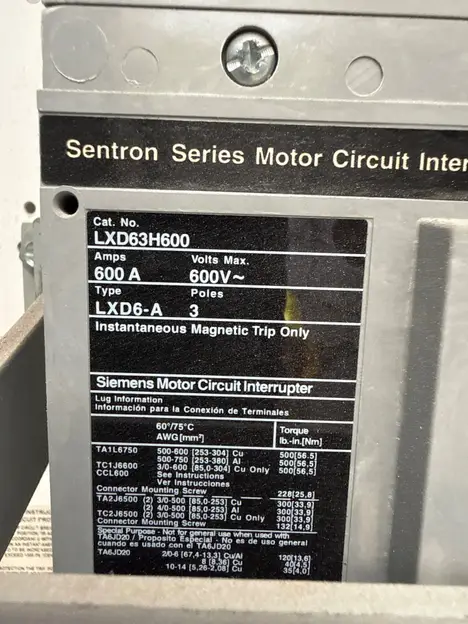 Sentron Series Motor Circuit Inter
Cat. No.
LXD63H600
Amps Volts Max.
600 A 600V~
Type Poles
LXD6-A 3
Instantaneous Magnetic Trip Only
Siemens Motor Circuit Interrupter
Lug Information
Información para la Conexión de Terminales
60°/75°C Torque
AWG[mm²] lb.-in.[Nm]
TA1L6750 500-600 [253-304] Cu 500[56,5]
500-750 [253-380] Al 500[56,5]
TC1J6600 3/0-600 [85,0-304] Cu Only 500[56,5]
CCL600 See Instructions
Ver Instrucciones
Connector Mounting Screw 228[25,8]
TA2J6500 (2) 3/0-500 [85,0-253] Cu 300[33,9]
(2) 4/0-500 [85,0-253] Al 300[33,9]
TC2J6500 (2) 3/0-500 [85,0-253] Cu Only 300[33,9]
Connector Mounting Screw 132[14,9]
Special Purpose - Not for general use when used with
TA6JD20 / Proposito Especial - No es de uso general
cuando es usado con el TA6JD20
TA6JD20 2/0-6 [67,4-13,3] Cu/Al 120[13,6]
8 [8,36] Cu 40[4,5]
10-14 [5,26-2,08] Cu 35[4,0]